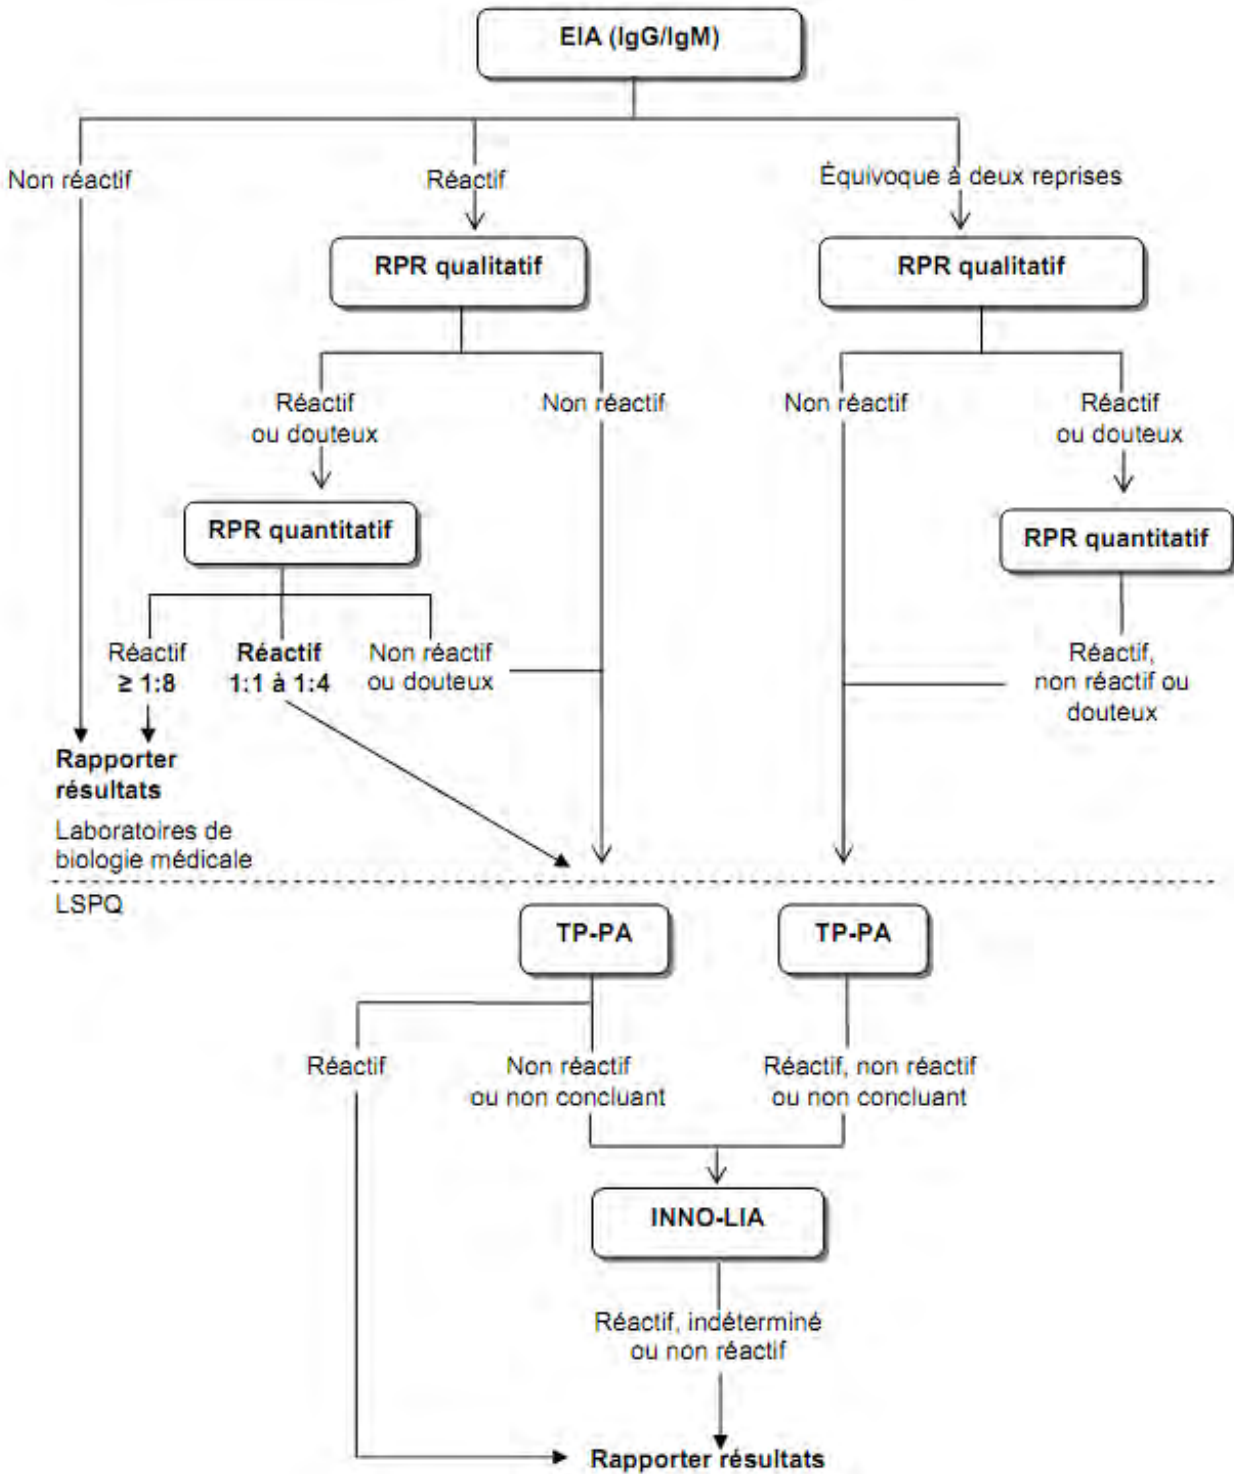 EIA (IgG/IgM)
Non réactif
Réactif
Équivoque à deux reprises
RPR qualitatif
RPR qualitatif
Réactif
ou douteux
Non réactif
Non réactif
Réactif
ou douteux
RPR quantitatif
RPR quantitatif
Réactif
≥ 1:8
Réactif
1:1 à 1:4
Non réactif
ou douteux
Réactif,
non réactif ou
douteux
Rapporter
résultats
Laboratoires de
biologie médicale
LSPQ
TP-PA
TP-PA
Réactif
Non réactif
ou non concluant
Réactif, non réactif
ou non concluant
INNO-LIA
Réactif, indéterminé
ou non réactif
Rapporter résultats